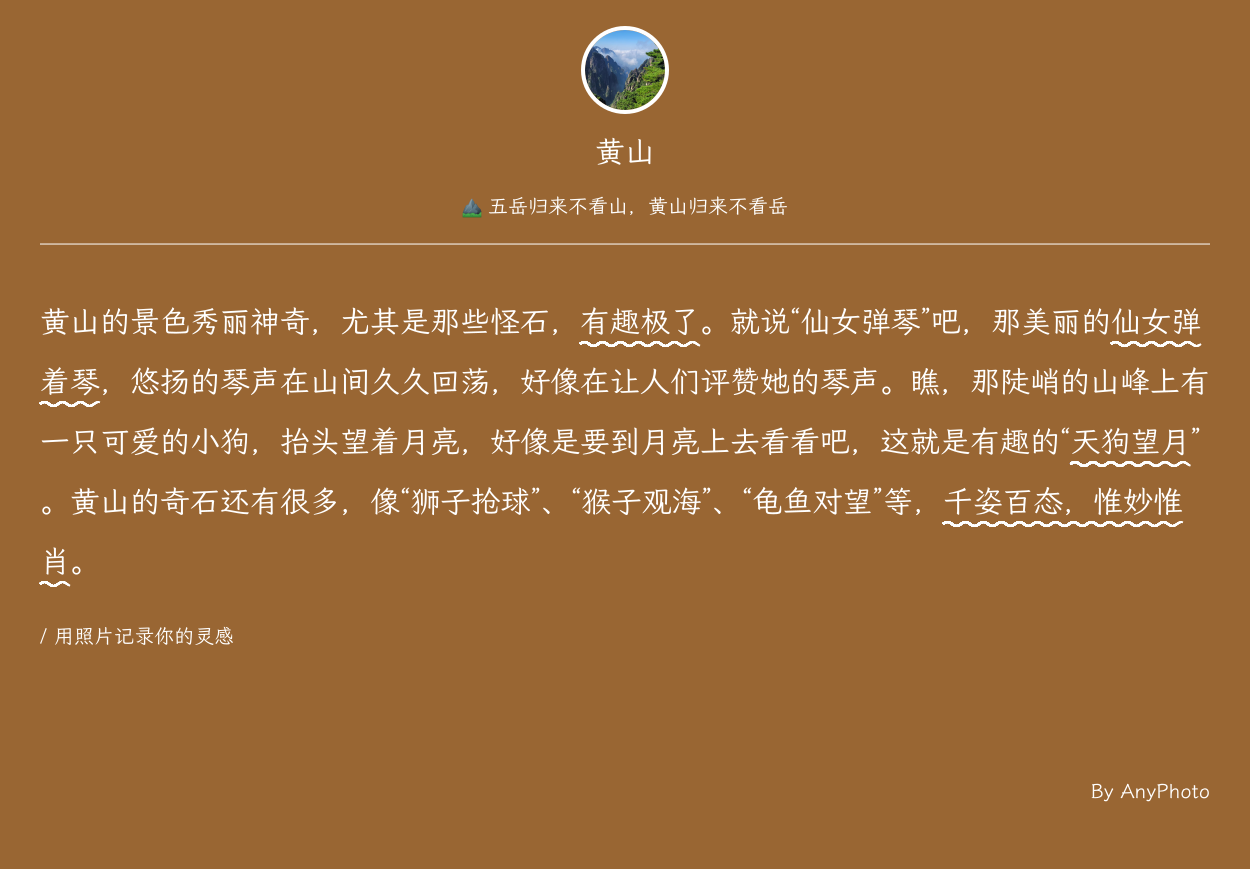 黄山
⛰️ 五岳归来不看山，黄山归来不看岳
黄山的景色秀丽神奇，尤其是那些怪石，有趣极了。就说“仙女弹琴”吧，那美丽的仙女弹
着琴，悠扬的琴声在山间久久回荡，好像在让人们评赞她的琴声。瞧，那陡峭的山峰上有
一只可爱的小狗，抬头望着月亮，好像是要到月亮上去看看吧，这就是有趣的“天狗望月”
。黄山的奇石还有很多，像“狮子抢球”、“猴子观海”、“龟鱼对望”等，千姿百态，惟妙惟
肖。
/ 用照片记录你的灵感
By AnyPhoto